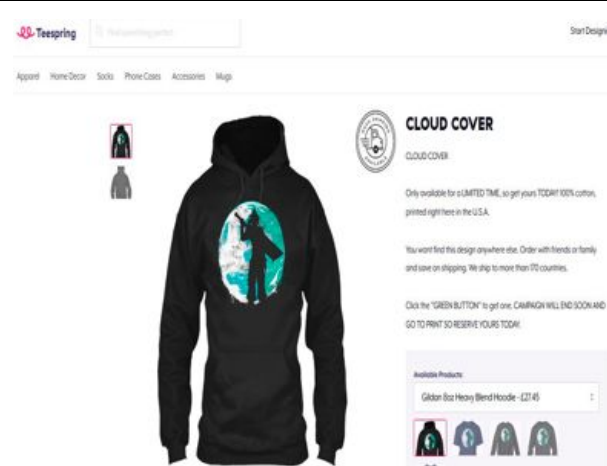 Teespring
Start Designin
Apparel Home Decor Socks Phone Cases Accessories Mugs
CLOUD COVER
CLOUD COVER
Only available for a LIMITED TIME, so get yours TODAY! 100% cotton,
printed right here in the U.S.A.
You wont find this design anywhere else. Order with friends or family
and save on shipping. We ship to more than 170 countries.
Click the "GREEN BUTTON" to get one, CAMPAIGN WILL END SOON AND
GO TO PRINT SO RESERVE YOURS TODAY.
Available Products:
Gildan 8oz Heavy Blend Hoodie - £27.45